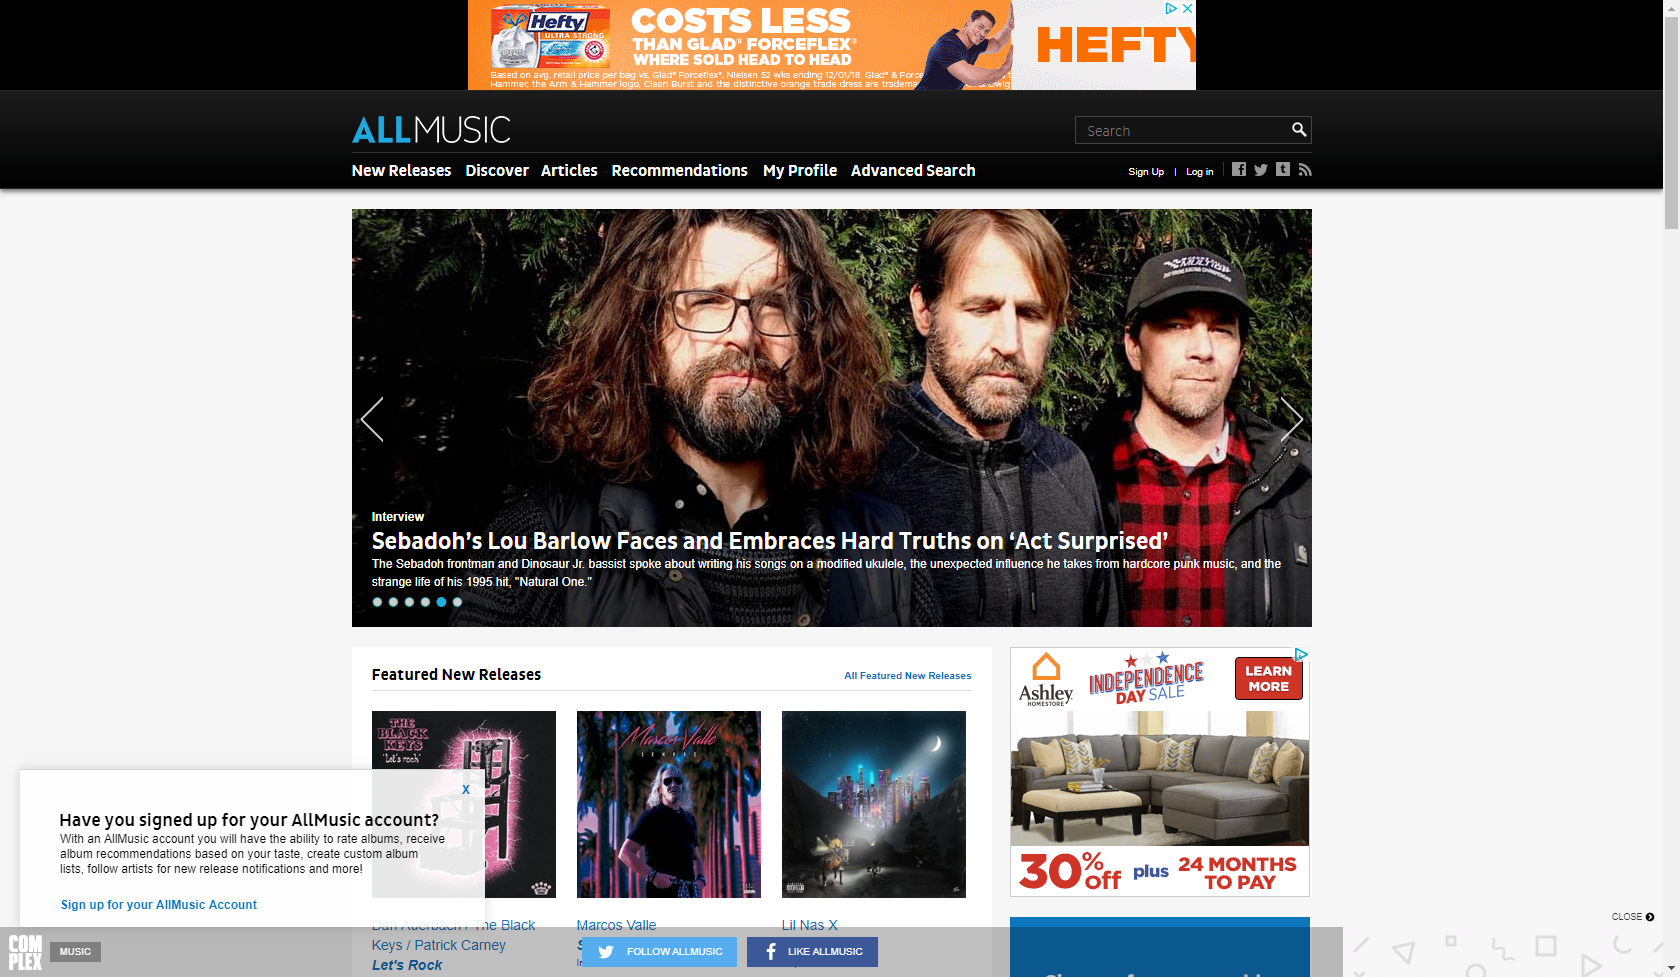 Hefty
ULTRA STRONG
COSTS LESS
THAN GLAD® FORCEFLEX®
WHERE SOLD HEAD TO HEAD
HEFTY
Based on avg. retail price per bag vs. Glad® Forceflex®. Nielsen 52 wks ending 12/01/18. Glad® & Force
Hammer, the Arm & Hammer logo, Clean Burst and the distinctive orange trade dress are tradema
ALLMUSIC
Search
New Releases Discover Articles Recommendations My Profile Advanced Search
Sign Up | Log in
Interview
Sebadoh’s Lou Barlow Faces and Embraces Hard Truths on ‘Act Surprised’
The Sebadoh frontman and Dinosaur Jr. bassist spoke about writing his songs on a modified ukulele, the unexpected influence he takes from hardcore punk music, and the
strange life of his 1995 hit, "Natural One."
Featured New Releases
All Featured New Releases
THE
BLACK
KEYS
"Let's rock"
Marcos Valle
SEMPRE
Ashley
HOMESTORE
INDEPENDENCE
DAY SALE
LEARN
MORE
30% off plus 24 MONTHS
TO PAY
X
Have you signed up for your AllMusic account?
With an AllMusic account you will have the ability to rate albums, receive
album recommendations based on your taste, create custom album
lists, follow artists for new release notifications and more!
Sign up for your AllMusic Account
Dan Auerbach / The Black
Keys / Patrick Carney
Let's Rock
Marcos Valle
Lil Nas X
CLOSE
COM
PLEX
MUSIC
FOLLOW ALLMUSIC
LIKE ALLMUSIC